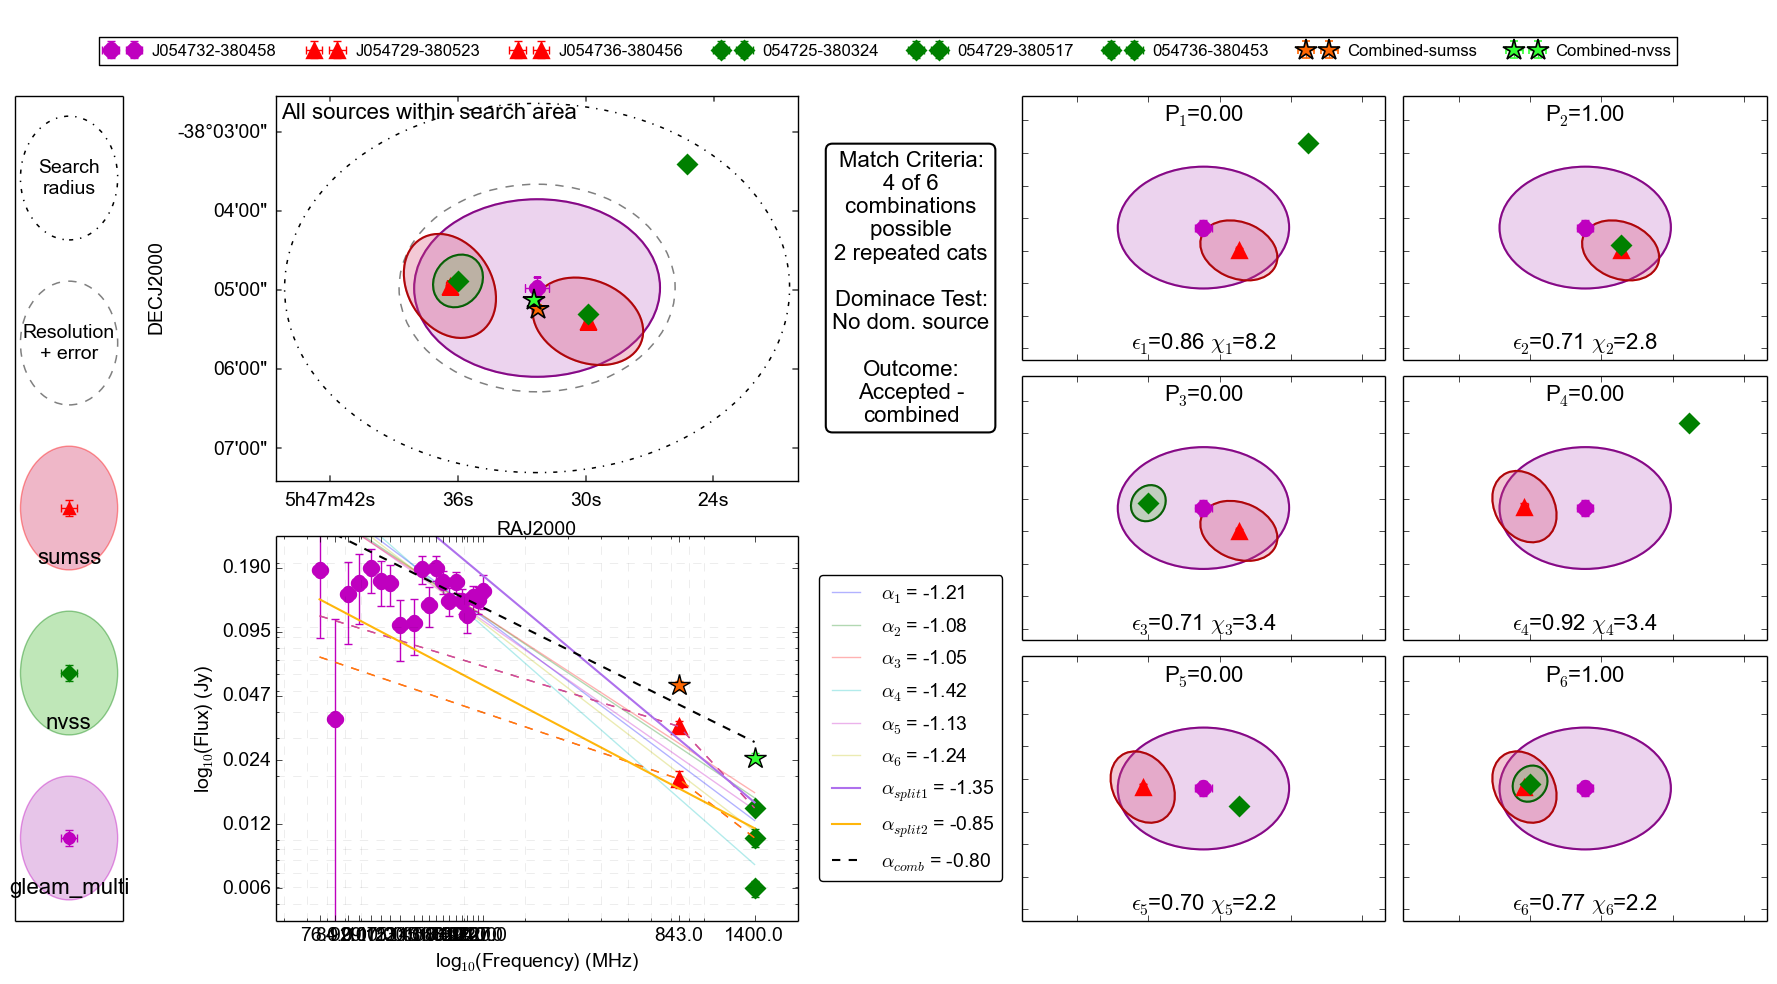 J054732-380458 J054729-380523 J054736-380456 054725-380324 054729-380517 054736-380453 Combined-sumss Combined-nvss
Search
radius
Resolution
+ error
sumss
nvss
gleam_multi
All sources within search area
DECJ2000
-38°03'00"
04'00"
05'00"
06'00"
07'00"
5h47m42s 36s 30s 24s
RAJ2000
Match Criteria:
4 of 6
combinations
possible
2 repeated cats
Dominace Test:
No dom. source
Outcome:
Accepted -
combined
log₁₀(Flux) (Jy)
0.190
0.095
0.047
0.024
0.012
0.006
843.0 1400.0
log₁₀(Frequency) (MHz)
α₁ = -1.21
α₂ = -1.08
α₃ = -1.05
α₄ = -1.42
α₅ = -1.13
α₆ = -1.24
α_split1 = -1.35
α_split2 = -0.85
α_comb = -0.80
P₁=0.00
ϵ₁=0.86 χ₁=8.2
P₂=1.00
ϵ₂=0.71 χ₂=2.8
P₃=0.00
ϵ₃=0.71 χ₃=3.4
P₄=0.00
ϵ₄=0.92 χ₄=3.4
P₅=0.00
ϵ₅=0.70 χ₅=2.2
P₆=1.00
ϵ₆=0.77 χ₆=2.2